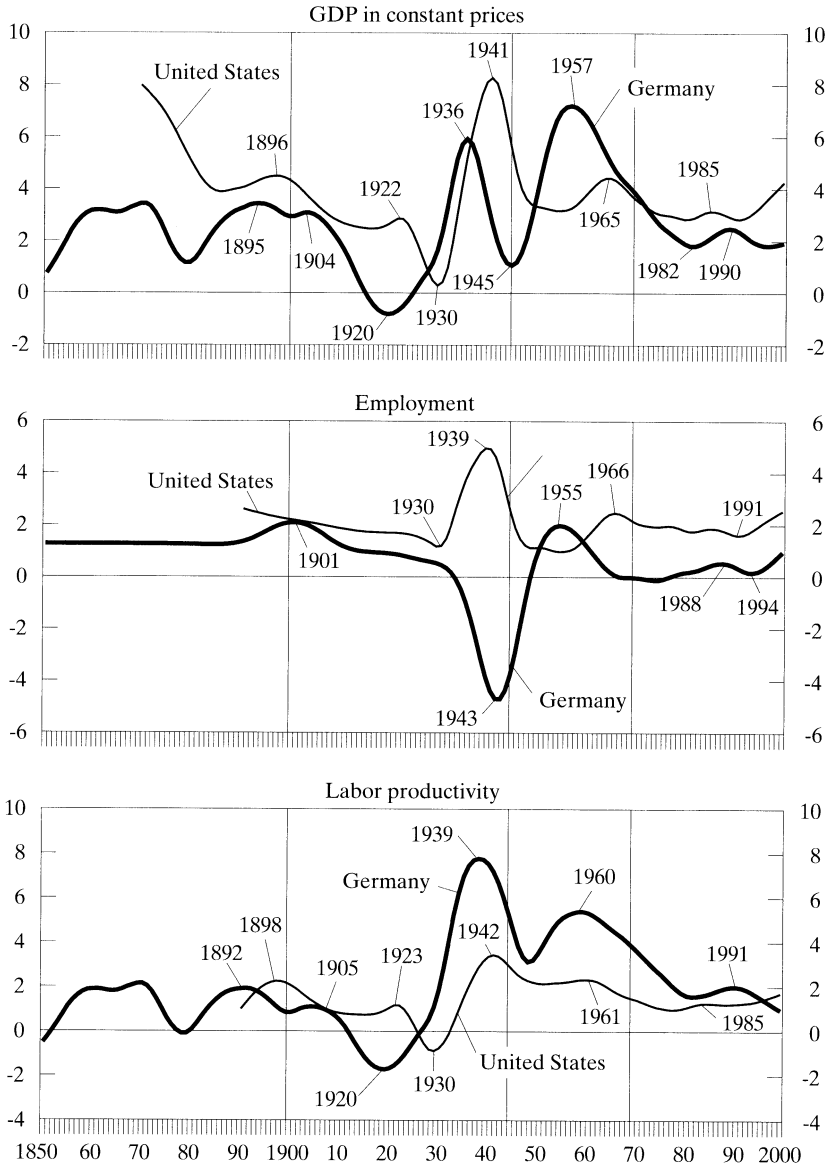 GDP in constant prices
10 10
1941
United States 1957
8 8
Germany
1936
6 6
1896
1985
4 1922 4
2 1895 1904 1945 1965 2
1982 1990
0 0
1920 1930
-2 -2
Employment
6 6
1939
4 4
United States 1966
1930 1955 1991
2 2
1901
0 0
1988 1994
-2 -2
-4 -4
Germany
1943
-6 -6
Labor productivity
10 10
1939
8 8
Germany 1960
6 6
1898 1942
4 4
1892 1905 1923 1991
2 2
1961 1985
0 0
United States
-2 1930 -2
1920
-4 -4
1850 60 70 80 90 1900 10 20 30 40 50 60 70 80 90 2000